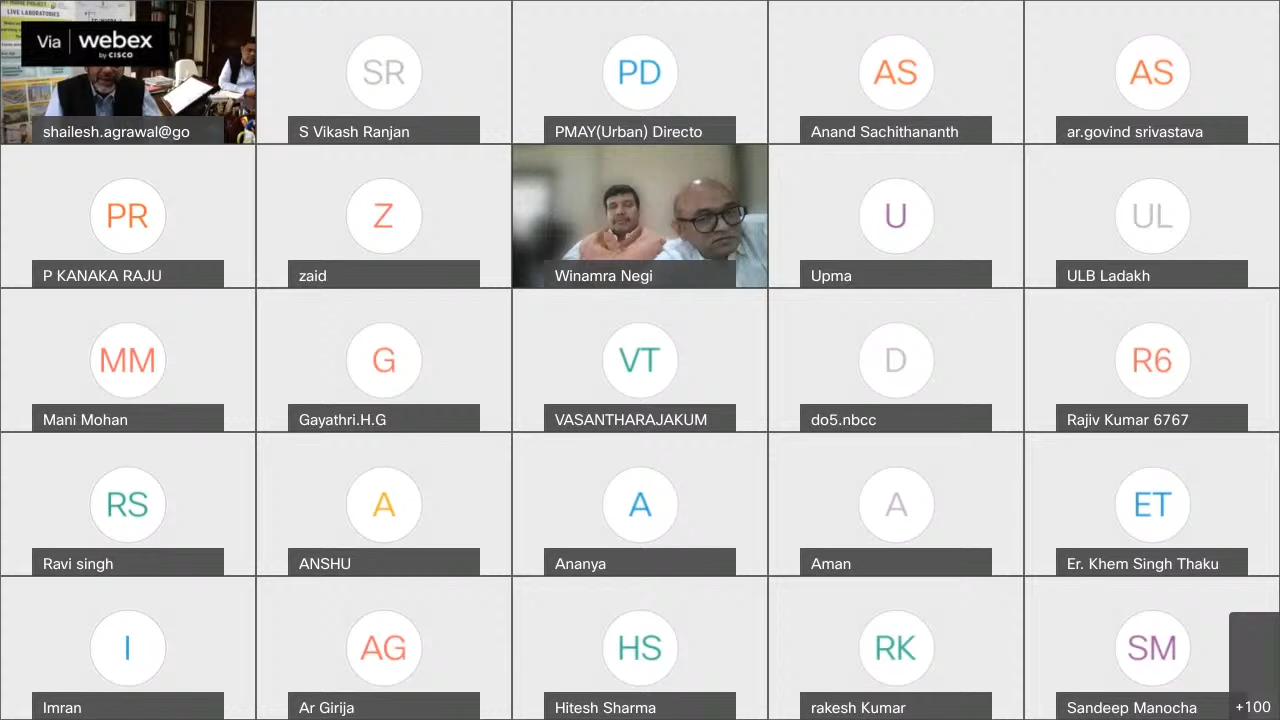 LIVE LABORATORIES
Via webex
by CISCO
shailesh.agrawal@go
SR
S Vikash Ranjan
PD
PMAY(Urban) Directo
AS
Anand Sachithananth
AS
ar.govind srivastava
PR
P KANAKA RAJU
Z
zaid
Winamra Negi
U
Upma
UL
ULB Ladakh
MM
Mani Mohan
G
Gayathri.H.G
VT
VASANTHARAJAKUM
D
do5.nbcc
R6
Rajiv Kumar 6767
RS
Ravi singh
A
ANSHU
A
Ananya
A
Aman
ET
Er. Khem Singh Thaku
I
Imran
AG
Ar Girija
HS
Hitesh Sharma
RK
rakesh Kumar
SM
Sandeep Manocha
+100